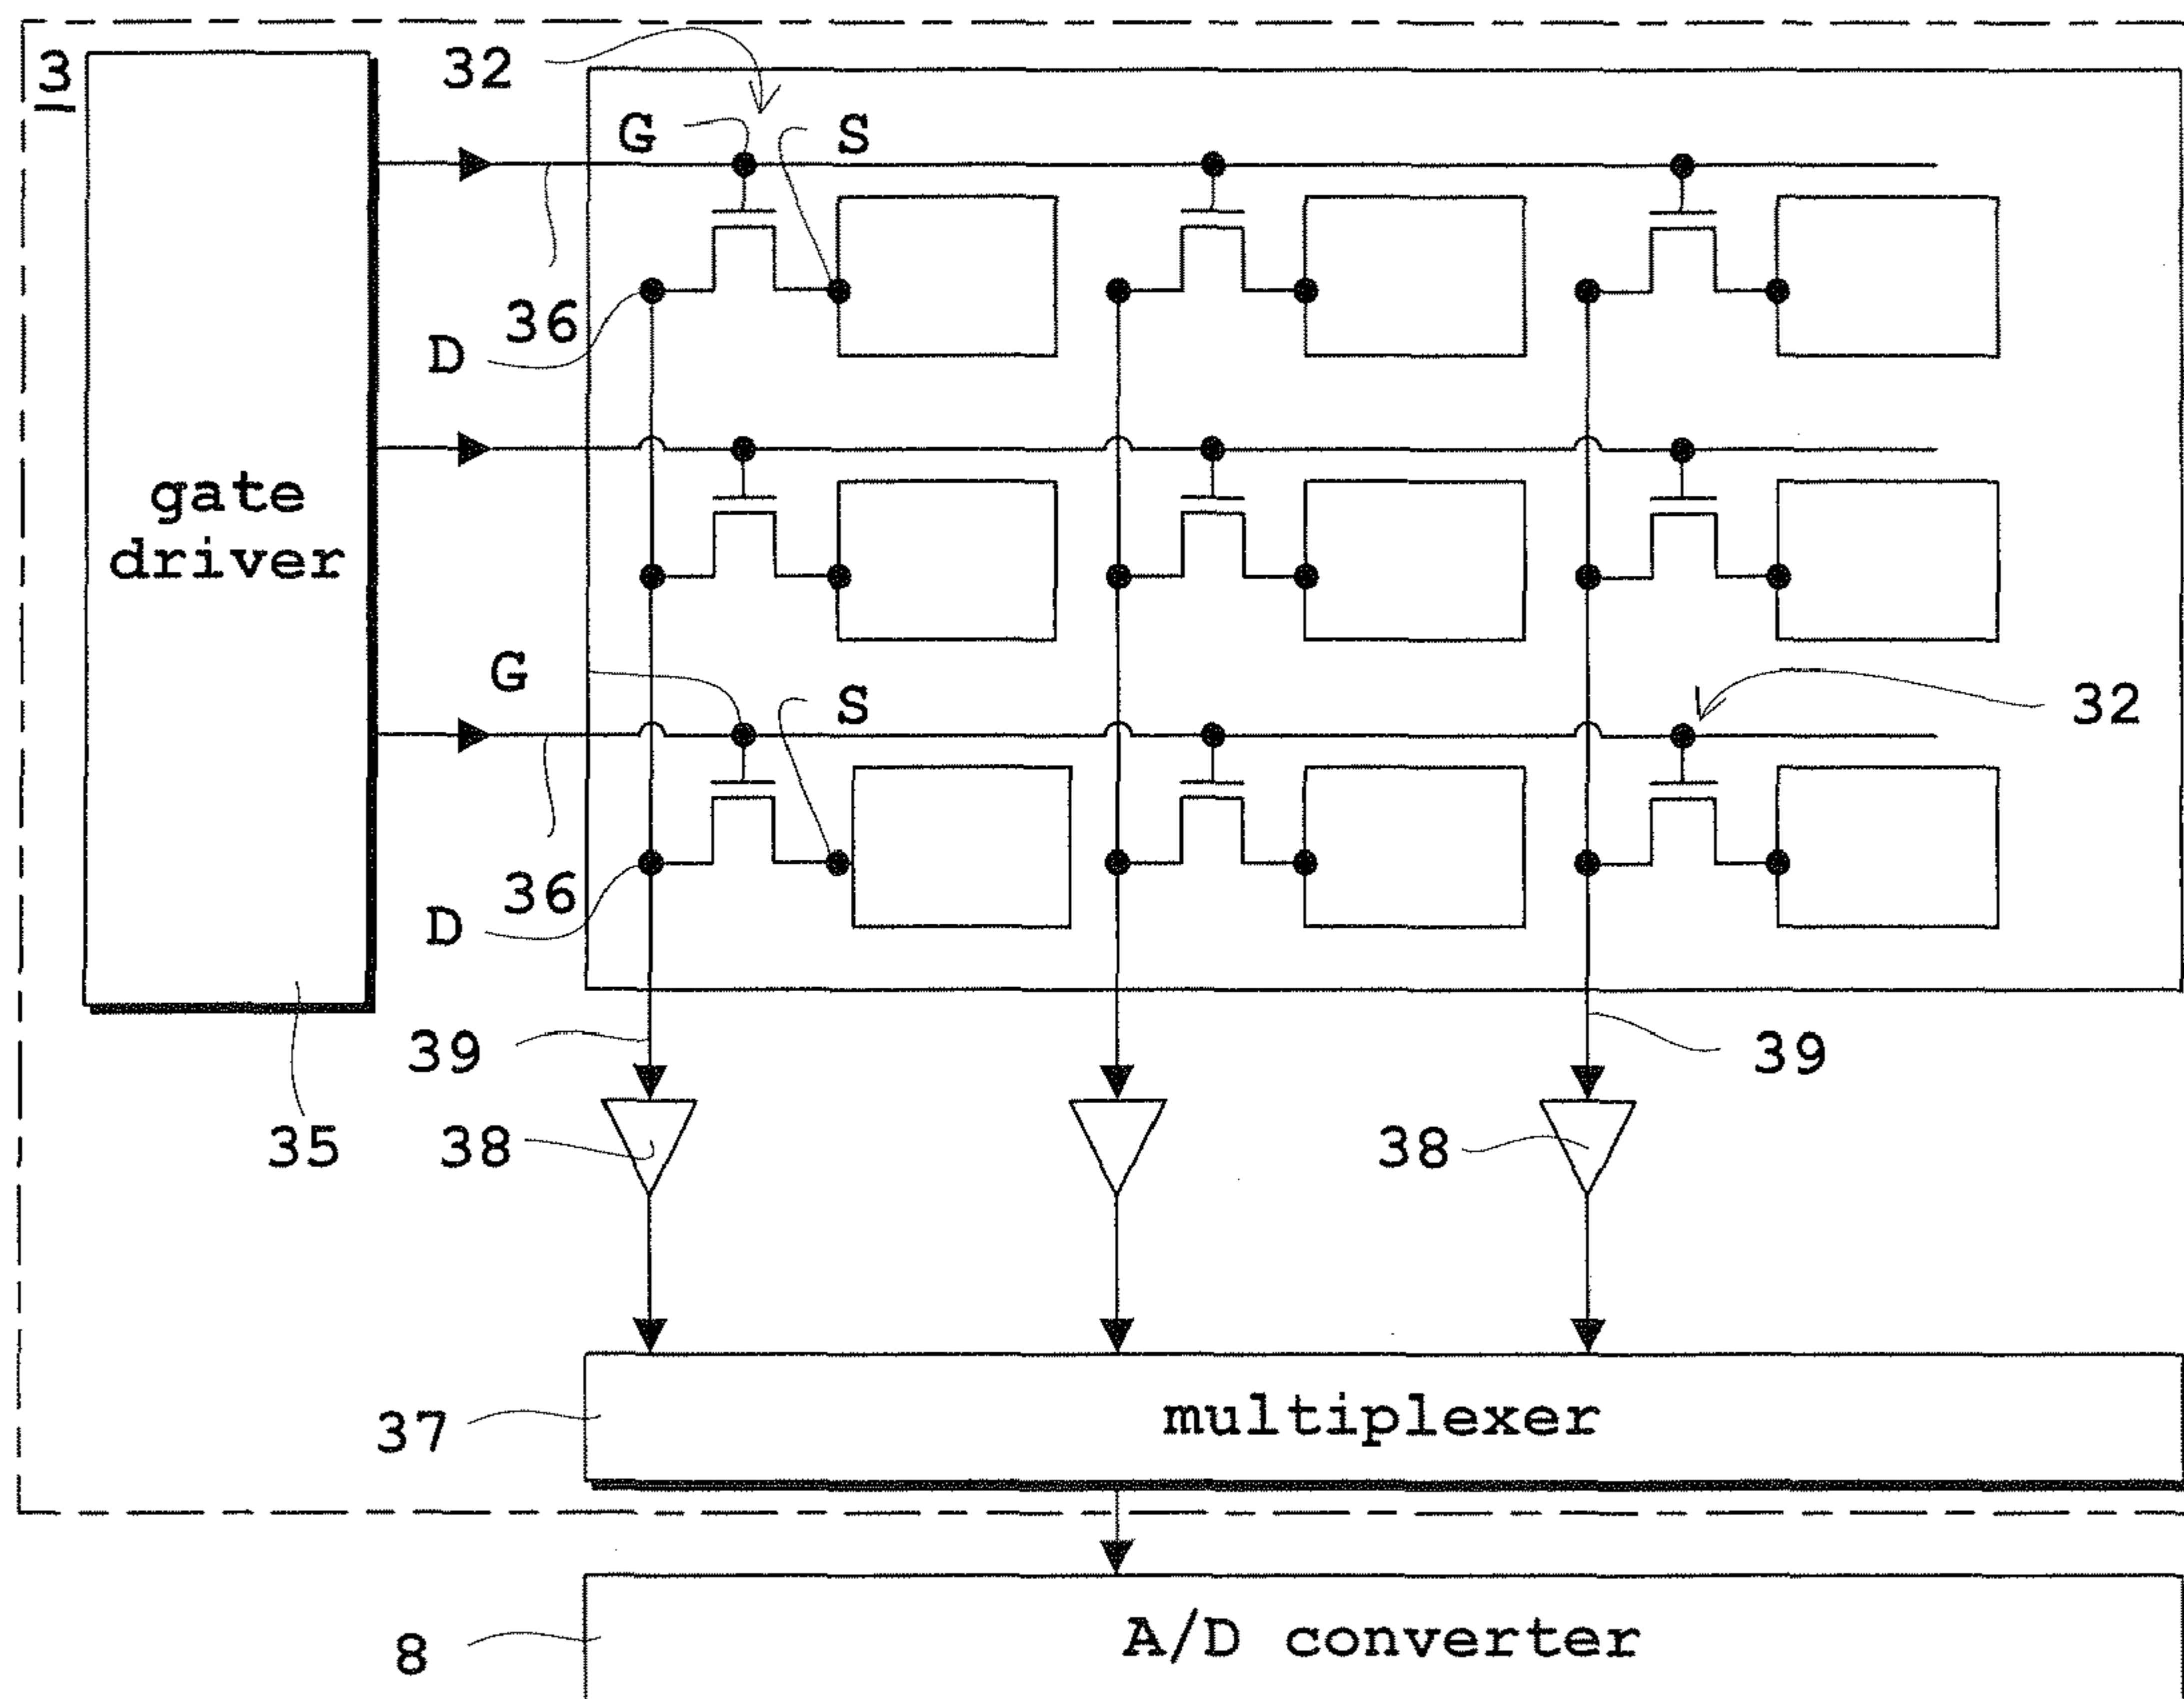 3
32
G
S
36
D
gate
driver
G
S
32
36
D
39
39
35
38
38
37
multiplexer
8
A/D converter